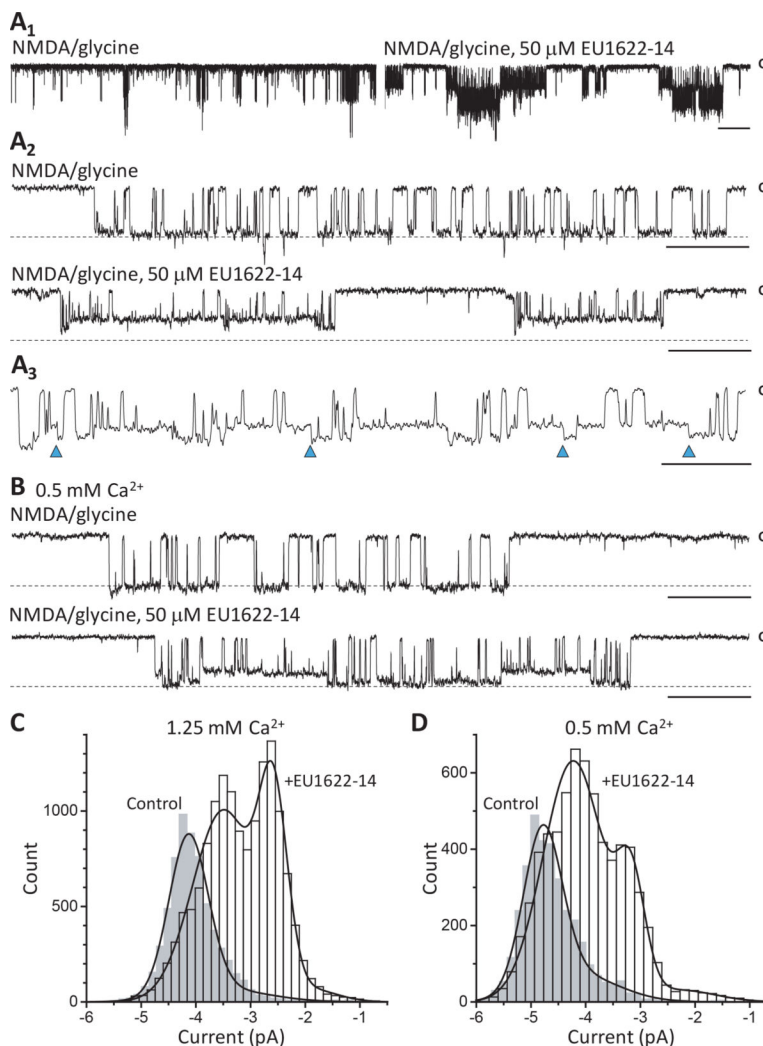 A₁
NMDA/glycine
NMDA/glycine, 50 μM EU1622-14
A₂
NMDA/glycine
NMDA/glycine, 50 μM EU1622-14
A₃
B 0.5 mM Ca²⁺
NMDA/glycine
NMDA/glycine, 50 μM EU1622-14
C
1.25 mM Ca²⁺
+EU1622-14
Control
Count
1000
500
0
-6 -5 -4 -3 -2 -1
Current (pA)
D
0.5 mM Ca²⁺
+EU1622-14
Control
Count
600
400
200
0
-6 -5 -4 -3 -2 -1
Current (pA)